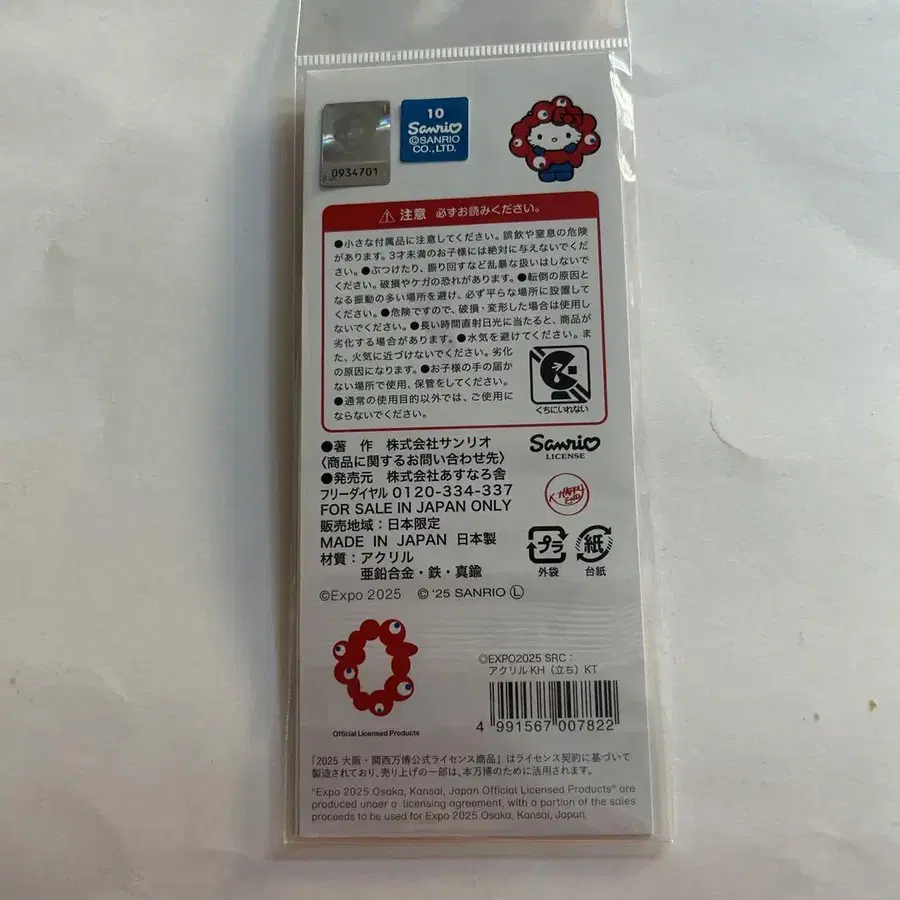 0934701
10
Sanrio
©SANRIO
CO.,LTD.
注意 必ずお読みください。
●小さな付属品に注意してください。誤飲や窒息の危険
があります。3才未満のお子様には絶対に与えないでくだ
さい。●ぶつけたり、振り回すなど乱暴な扱いはしないで
ください。破損やケガの恐れがあります。●転倒の原因と
なる振動の多い場所を避け、必ず平らな場所に設置してく
ださい。●危険ですので、破損・変形した場合は使用し
ないでください。●長い時間直射日光に当たると、商品が
劣化する場合があります。●水気を避けてください。ま
た、火気に近づけないでください。劣化
の原因になります。●お子様の手の届か
ない場所で使用、保管をしてください。
●通常の使用目的以外では、ご使用に
ならないでください。
くちにいれない
●著 作 株式会社サンリオ
〈商品に関するお問い合わせ先〉
●発売元 株式会社あすなろ舎
フリーダイヤル 0120-334-337
FOR SALE IN JAPAN ONLY
販売地域：日本限定
MADE IN JAPAN 日本製
材質：アクリル
亜鉛合金・鉄・真鍮
©Expo 2025 © '25 SANRIO Ⓛ
Sanrio
LICENSE
HAPPY
END
プラ
外袋
紙
台紙
Official Licensed Products
©EXPO2025 SRC：
アクリルKH（立ち）KT
4 991567 007822
「2025 大阪・関西万博公式ライセンス商品」はライセンス契約に基づいて
製造されており、売り上げの一部は、本万博のために活用されます。
"Expo 2025 Osaka, Kansai, Japan Official Licensed Products" are
produced under a licensing agreement, with a portion of the sales
proceeds to be used for Expo 2025 Osaka, Kansai, Japan.